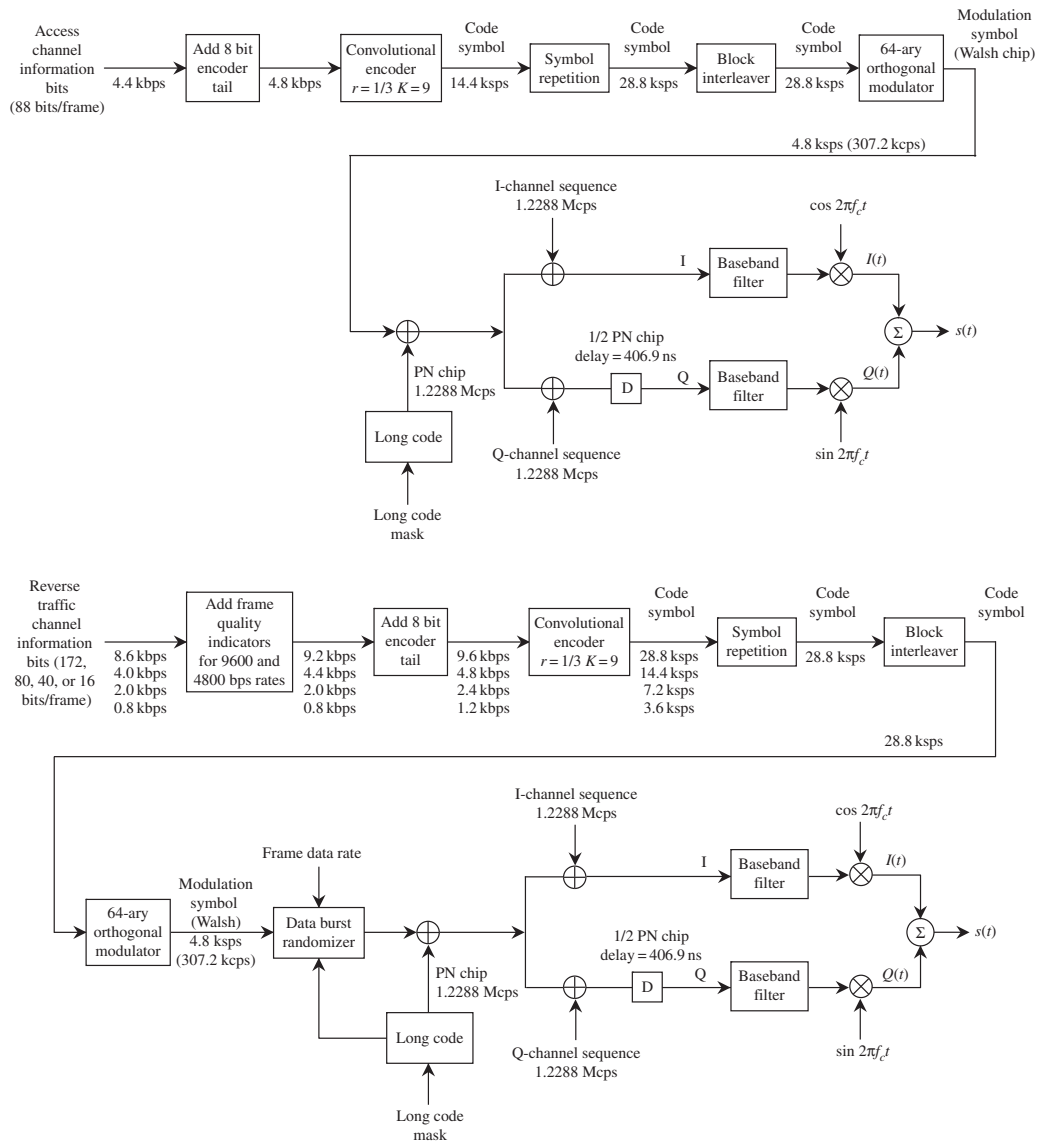 Access
channel
information
bits
(88 bits/frame)
4.4 kbps
Add 8 bit
encoder
tail
4.8 kbps
Convolutional
encoder
r = 1/3 K = 9
Code
symbol
14.4 ksps
Symbol
repetition
Code
symbol
28.8 ksps
Block
interleaver
Code
symbol
28.8 ksps
64-ary
orthogonal
modulator
Modulation
symbol
(Walsh chip)
4.8 ksps (307.2 kcps)
I-channel sequence
1.2288 Mcps
cos 2πf_c t
I
Baseband
filter
I(t)
1/2 PN chip
delay = 406.9 ns
Σ
s(t)
PN chip
1.2288 Mcps
D
Q
Baseband
filter
Q(t)
Long code
Q-channel sequence
1.2288 Mcps
sin 2πf_c t
Long code
mask
Reverse
traffic
channel
information
bits (172,
80, 40, or 16
bits/frame)
8.6 kbps
4.0 kbps
2.0 kbps
0.8 kbps
Add frame
quality
indicators
for 9600 and
4800 bps rates
9.2 kbps
4.4 kbps
2.0 kbps
0.8 kbps
Add 8 bit
encoder
tail
9.6 kbps
4.8 kbps
2.4 kbps
1.2 kbps
Convolutional
encoder
r = 1/3 K = 9
Code
symbol
28.8 ksps
14.4 ksps
7.2 ksps
3.6 ksps
Symbol
repetition
Code
symbol
28.8 ksps
Block
interleaver
Code
symbol
28.8 ksps
I-channel sequence
1.2288 Mcps
cos 2πf_c t
Frame data rate
I
Baseband
filter
I(t)
64-ary
orthogonal
modulator
Modulation
symbol
(Walsh)
4.8 ksps
(307.2 kcps)
Data burst
randomizer
1/2 PN chip
delay = 406.9 ns
Σ
s(t)
PN chip
1.2288 Mcps
D
Q
Baseband
filter
Q(t)
Long code
Q-channel sequence
1.2288 Mcps
sin 2πf_c t
Long code
mask